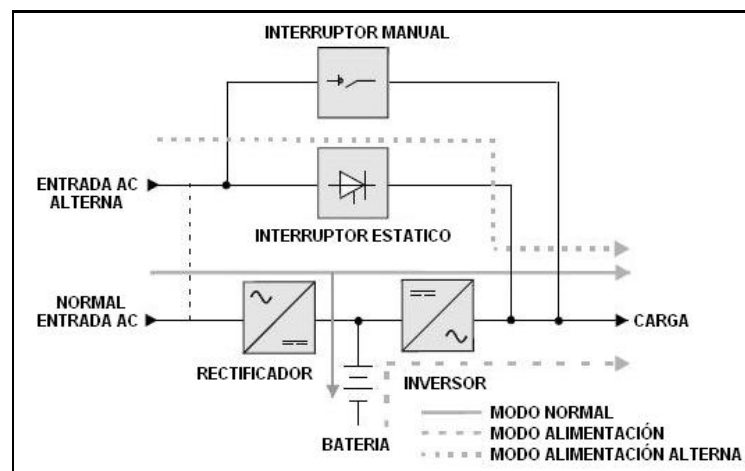 INTERRUPTOR MANUAL
ENTRADA AC
ALTERNA
INTERRUPTOR ESTATICO
NORMAL
ENTRADA AC
CARGA
RECTIFICADOR
INVERSOR
BATERIA
MODO NORMAL
MODO ALIMENTACIÓN
MODO ALIMENTACIÓN ALTERNA